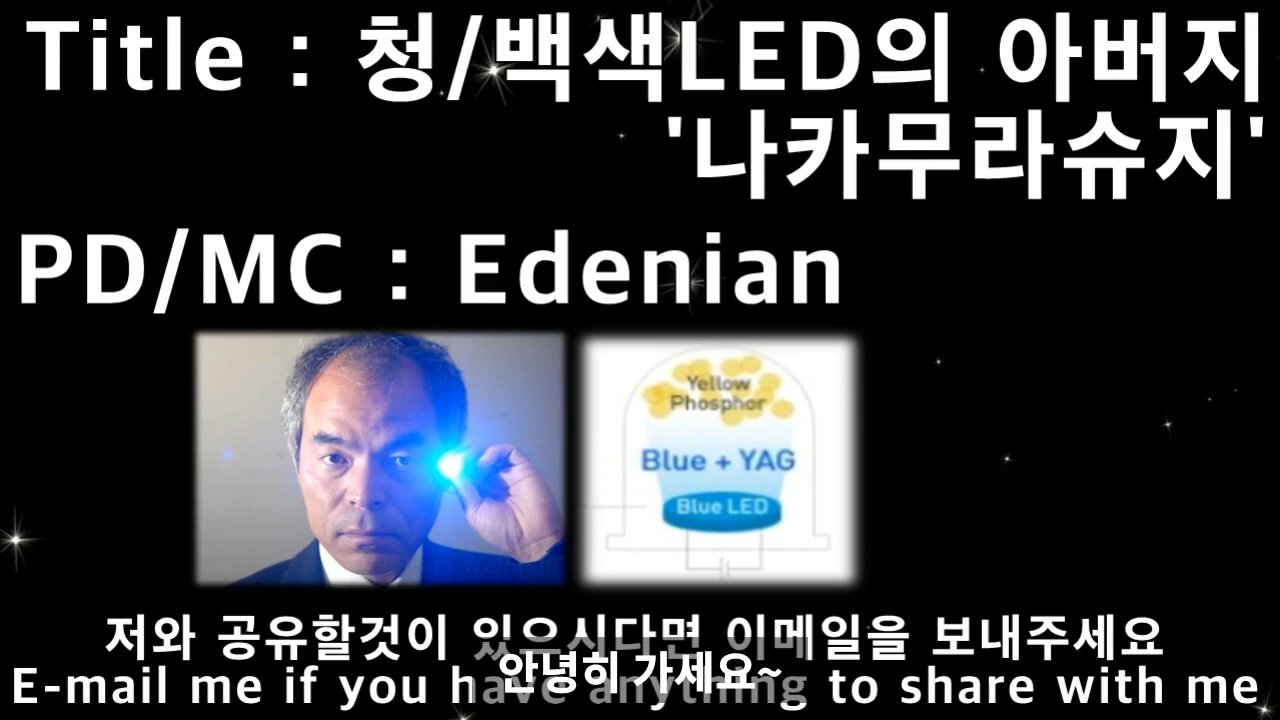 Title : 청/백색LED의 아버지
'나카무라슈지'
PD/MC : Edenian
Yellow
Phosphor
Blue + YAG
Blue LED
저와 공유할것이 있으시다면 이메일을 보내주세요
안녕히 가세요~
E-mail me if you have anything to share with me